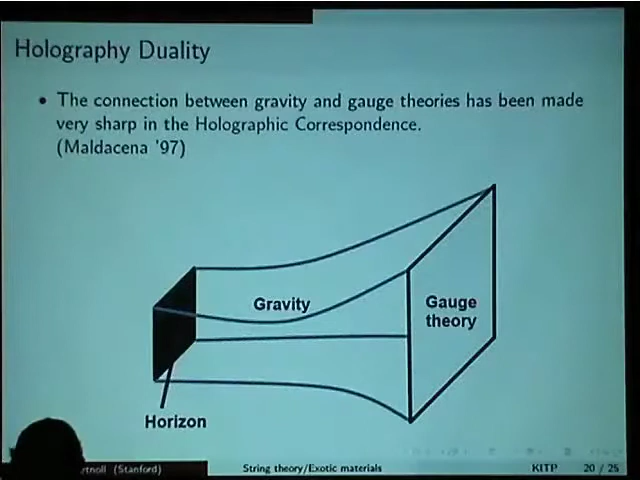 Holography Duality
• The connection between gravity and gauge theories has been made
very sharp in the Holographic Correspondence.
(Maldacena '97)
Gravity
Gauge
theory
Horizon
rtnoll (Stanford)
String theory/Exotic materials
KITP
20 / 25